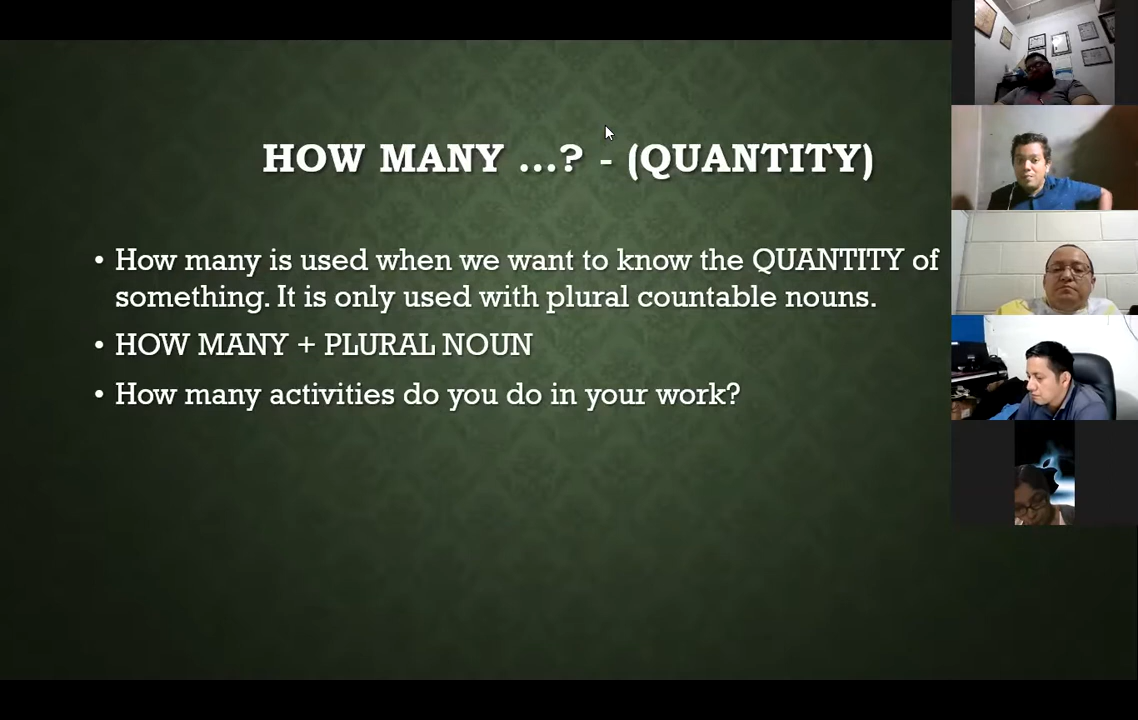 HOW MANY ...? - (QUANTITY)
• How many is used when we want to know the QUANTITY of
something. It is only used with plural countable nouns.
• HOW MANY + PLURAL NOUN
• How many activities do you do in your work?